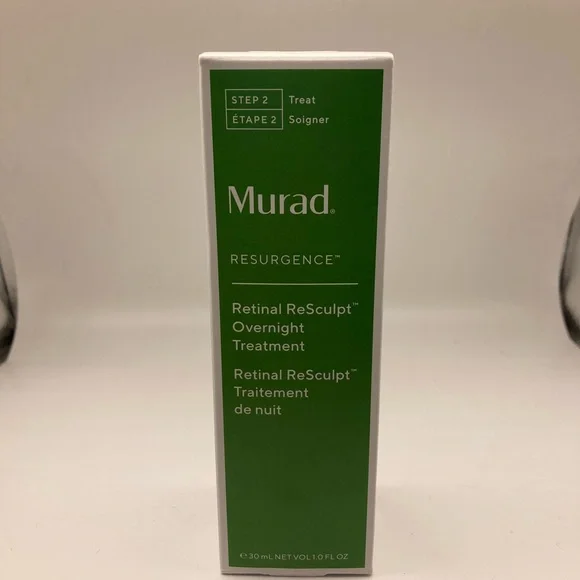 STEP 2 Treat
ÉTAPE 2 Soigner
Murad®
RESURGENCE™
Retinal ReSculpt™
Overnight
Treatment
Retinal ReSculpt™
Traitement
de nuit
℮30 mL NET VOL 1.0 FL OZ